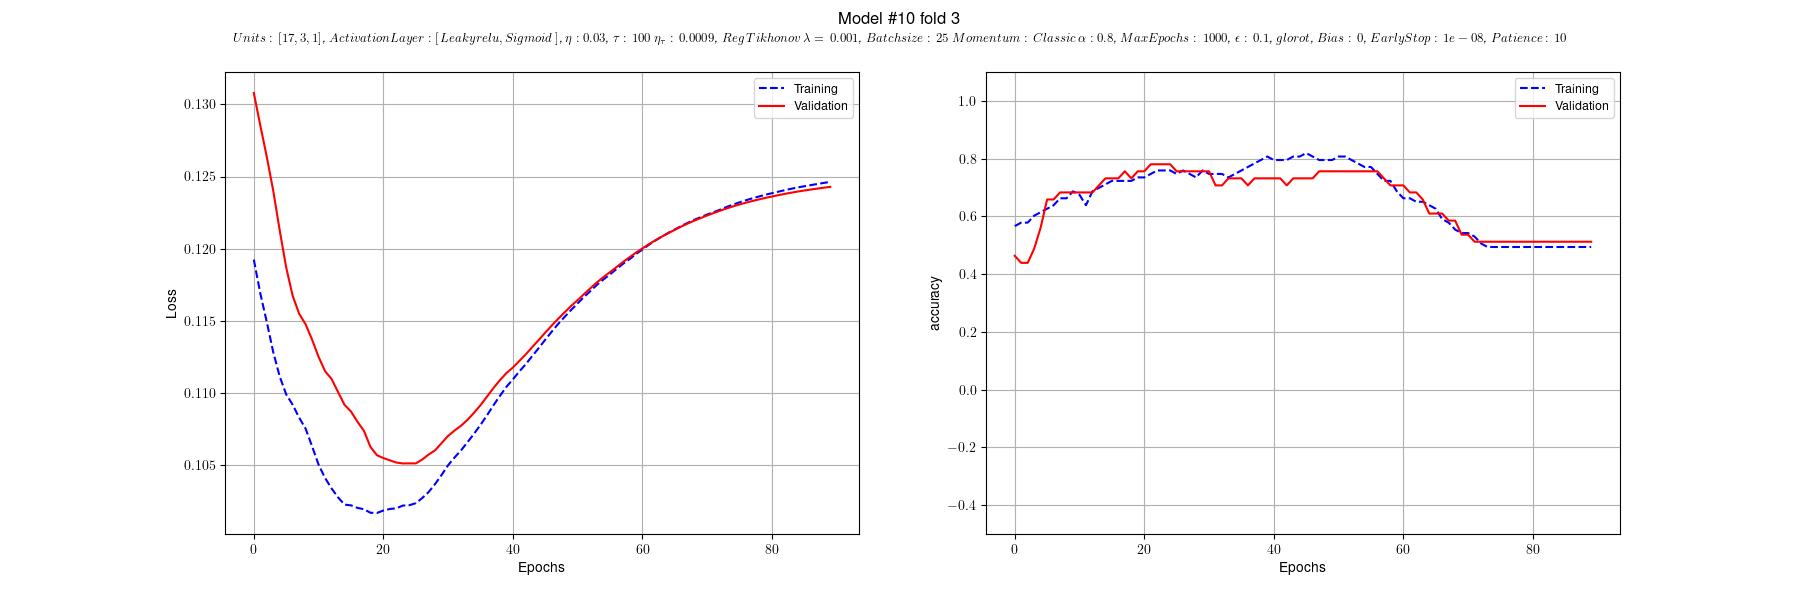 Model #10 fold 3
Units : [17, 3, 1], ActivationLayer : [Leakyrelu, Sigmoid ], η : 0.03, τ : 100 ητ : 0.0009, RegTikhonov λ = 0.001, Batchsize : 25 Momentum : Classic α : 0.8, MaxEpochs : 1000, ϵ : 0.1, glorot, Bias : 0, EarlyStop : 1e − 08, Patience : 10
Training
Validation
0.130
0.125
0.120
0.115
0.110
0.105
Loss
0
20
40
60
80
Epochs
Training
Validation
1.0
0.8
0.6
0.4
0.2
0.0
−0.2
−0.4
accuracy
0
20
40
60
80
Epochs